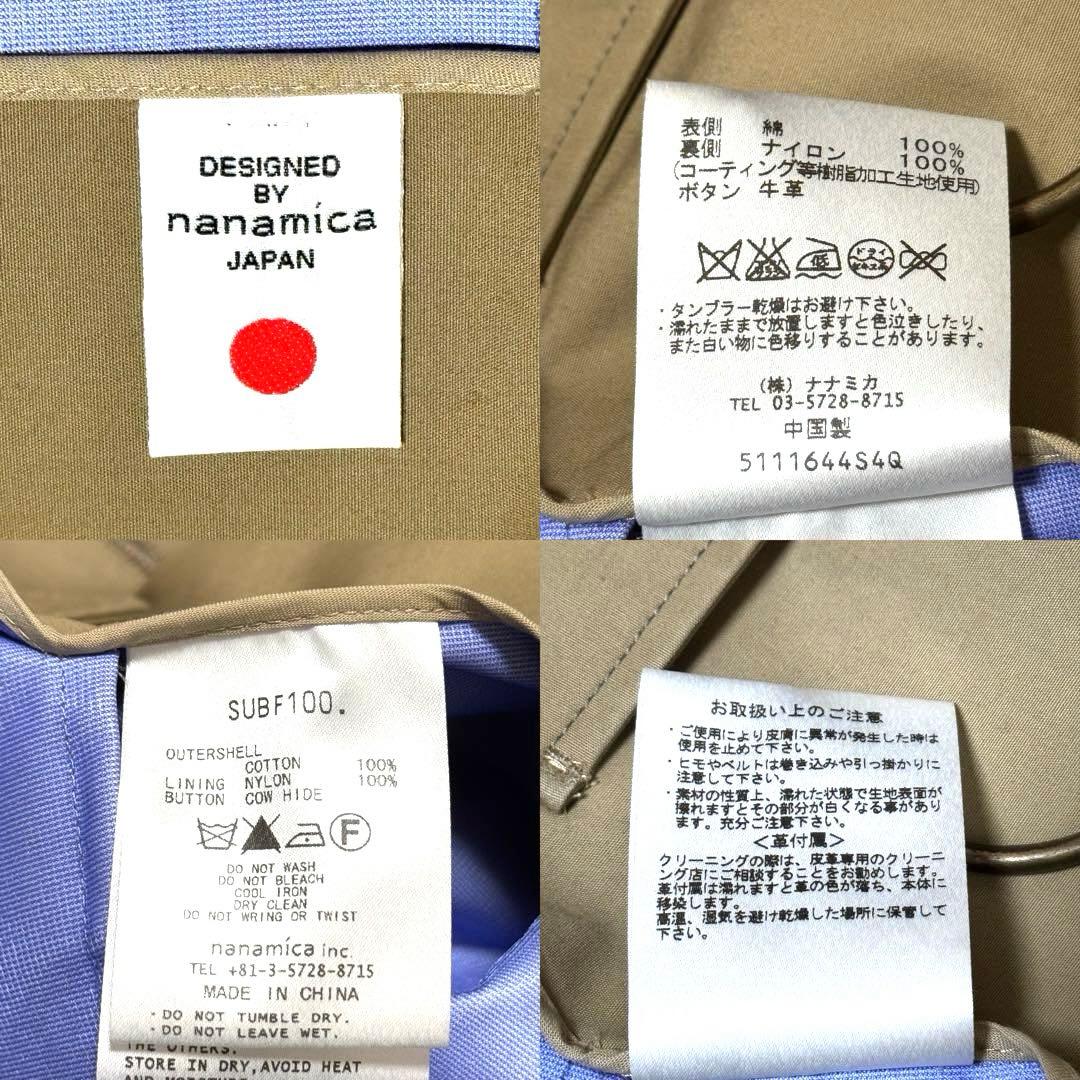 DESIGNED
BY
nanamica
JAPAN
表側 綿 100%
裏側 ナイロン 100%
(コーティング等樹脂加工生地使用)
ボタン 牛革
ドライ
・タンブラー乾燥はお避け下さい。
・濡れたままで放置しますと色泣きしたり、
また白い物に色移りすることがあります。
(株) ナナミカ
TEL 03-5728-8715
中国製
5111644S4Q
SUBF100.
OUTERSHELL
COTTON 100%
LINING NYLON 100%
BUTTON COW HIDE
F
DO NOT WASH
DO NOT BLEACH
COOL IRON
DRY CLEAN
DO NOT WRING OR TWIST
nanamica inc.
TEL +81-3-5728-8715
MADE IN CHINA
・DO NOT TUMBLE DRY.
・DO NOT LEAVE WET.
THE OTHERS.
STORE IN DRY,AVOID HEAT
AND MOISTURE
お取扱い上のご注意
・ご使用により皮膚に異常が発生した時は
使用を止めて下さい。
・ヒモやベルトは巻き込みや引っ掛かりに
注意して下さい。
・素材の性質上、濡れた状態で生地表面が
擦れますとその部分が白くなる事があり
ます。充分ご注意下さい。
<革付属>
クリーニングの際は、皮革専用のクリーニ
ング店にご相談することをお勧めします。
革付属は濡れますと革の色が落ち、本体に
移染します。
高温、湿気を避け乾燥した場所に保管して
下さい。